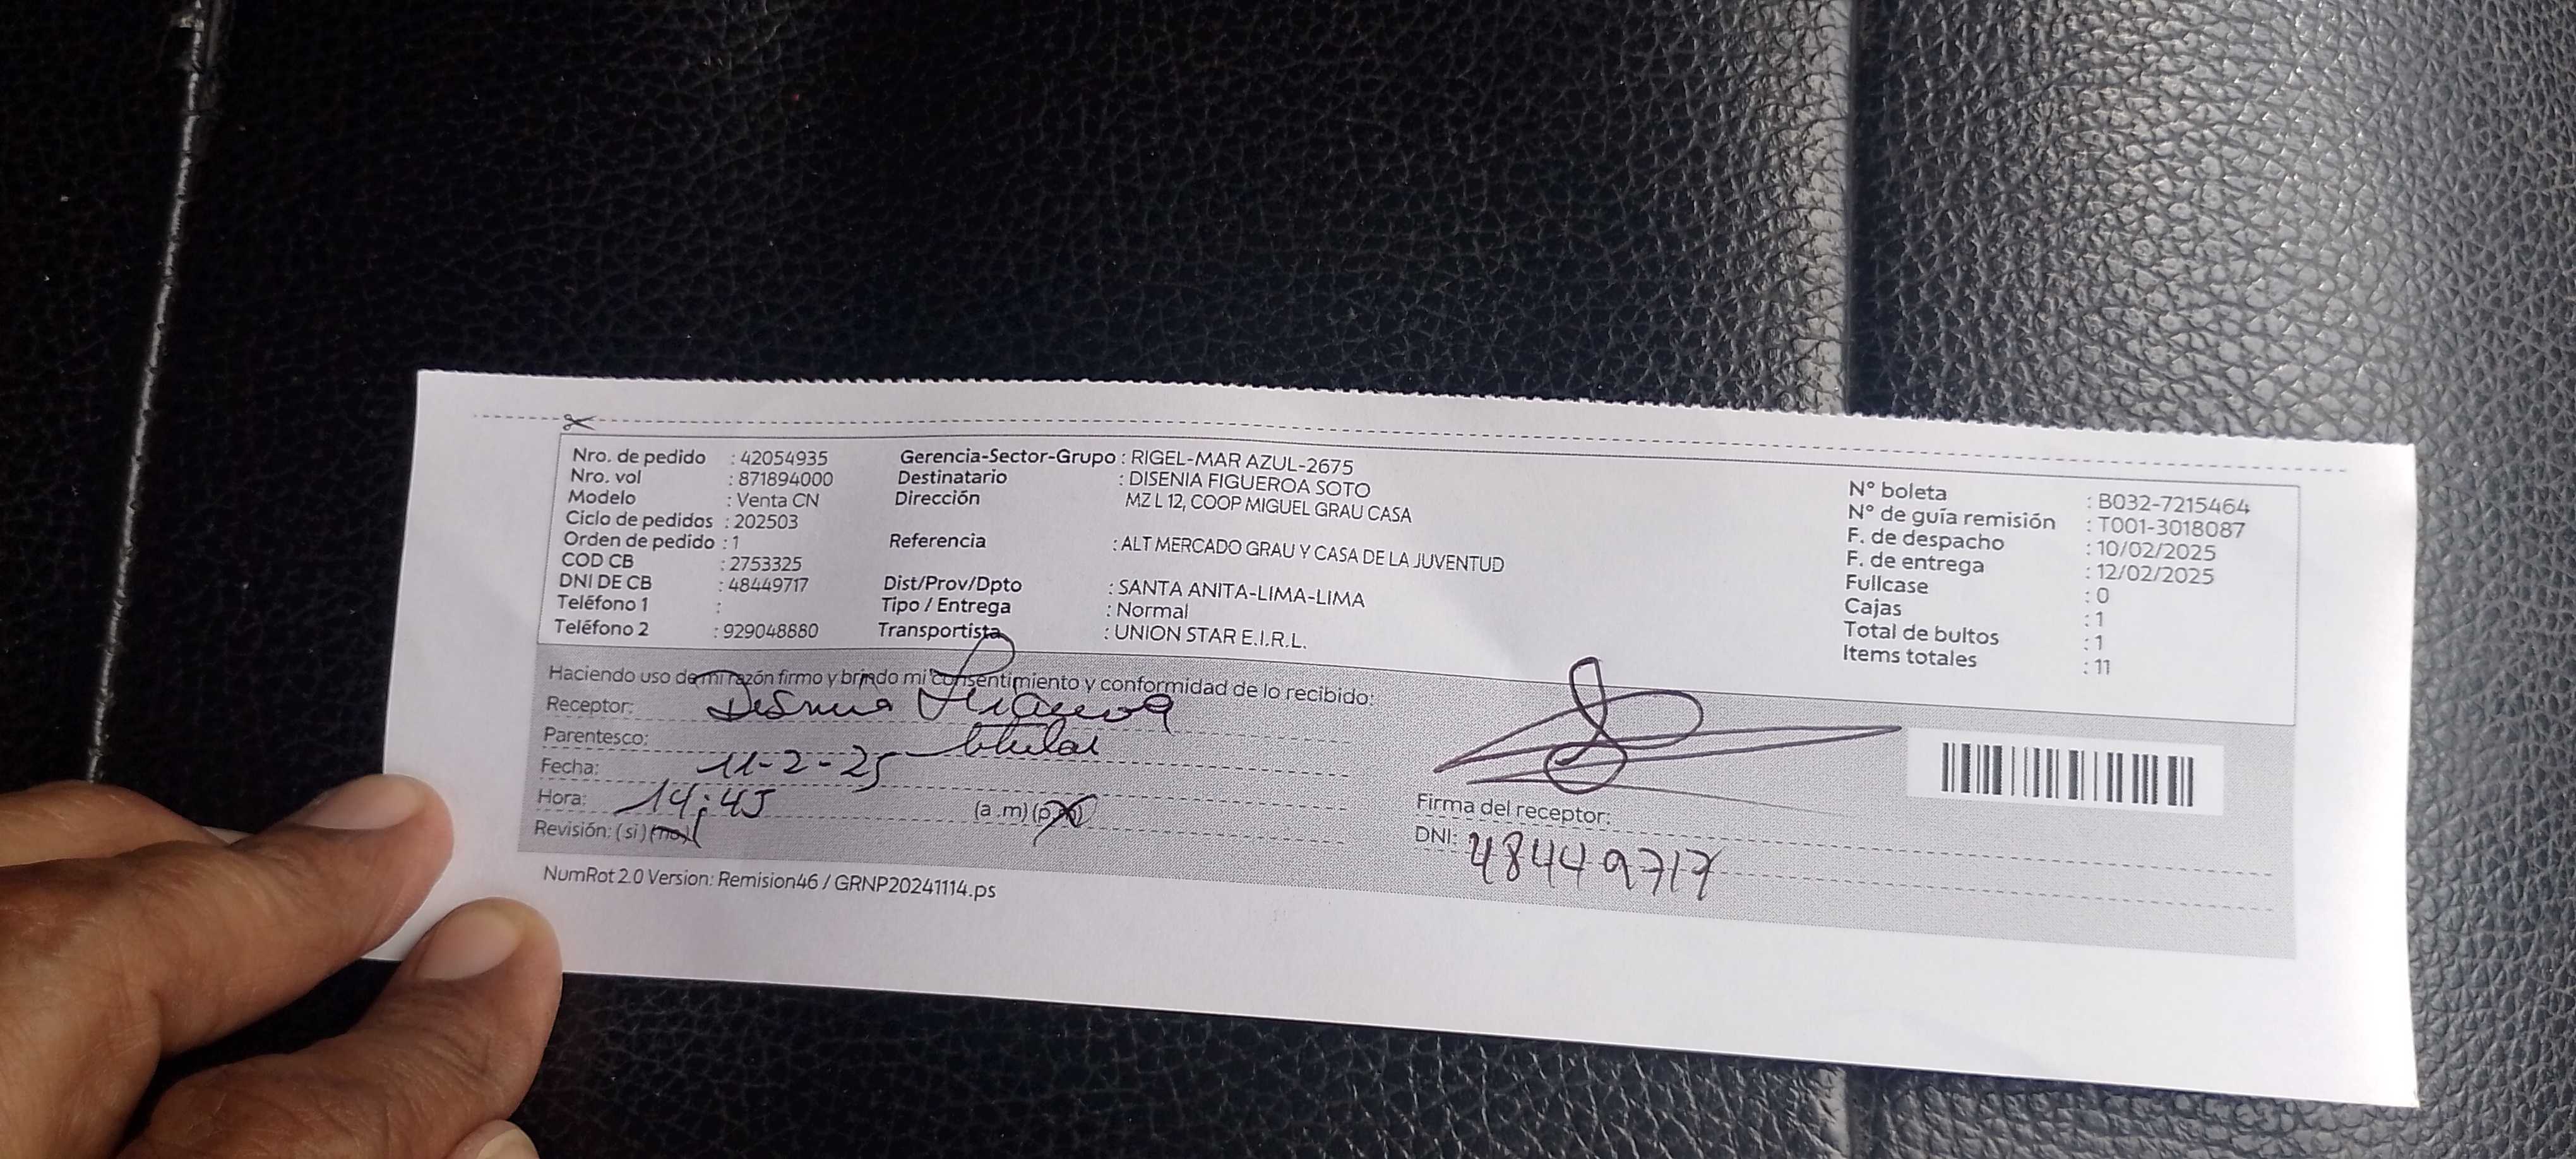 Nro. de pedido : 42054935
Nro. vol : 871894000
Modelo : Venta CN
Ciclo de pedidos : 202503
Orden de pedido : 1
COD CB : 2753325
DNI DE CB : 48449717
Teléfono 1 :
Teléfono 2 : 929048880
Gerencia-Sector-Grupo : RIGEL-MAR AZUL-2675
Destinatario : DISENIA FIGUEROA SOTO
Dirección MZ L 12, COOP MIGUEL GRAU CASA
Referencia : ALT MERCADO GRAU Y CASA DE LA JUVENTUD
Dist/Prov/Dpto : SANTA ANITA-LIMA-LIMA
Tipo / Entrega : Normal
Transportista : UNION STAR E.I.R.L.
N° boleta : B032-7215464
N° de guía remisión : T001-3018087
F. de despacho : 10/02/2025
F. de entrega : 12/02/2025
Fullcase : 0
Cajas : 1
Total de bultos : 1
Items totales : 11
Haciendo uso de mi razón firmo y brindo mi consentimiento y conformidad de lo recibido:
Receptor:
Parentesco: titular
Fecha: 11-2-25
Hora: 14:45 (a .m) (p.m)
Revisión: (si) (no)
Firma del receptor:
DNI: 48449717
NumRot 2.0 Version: Remision46 / GRNP20241114.ps